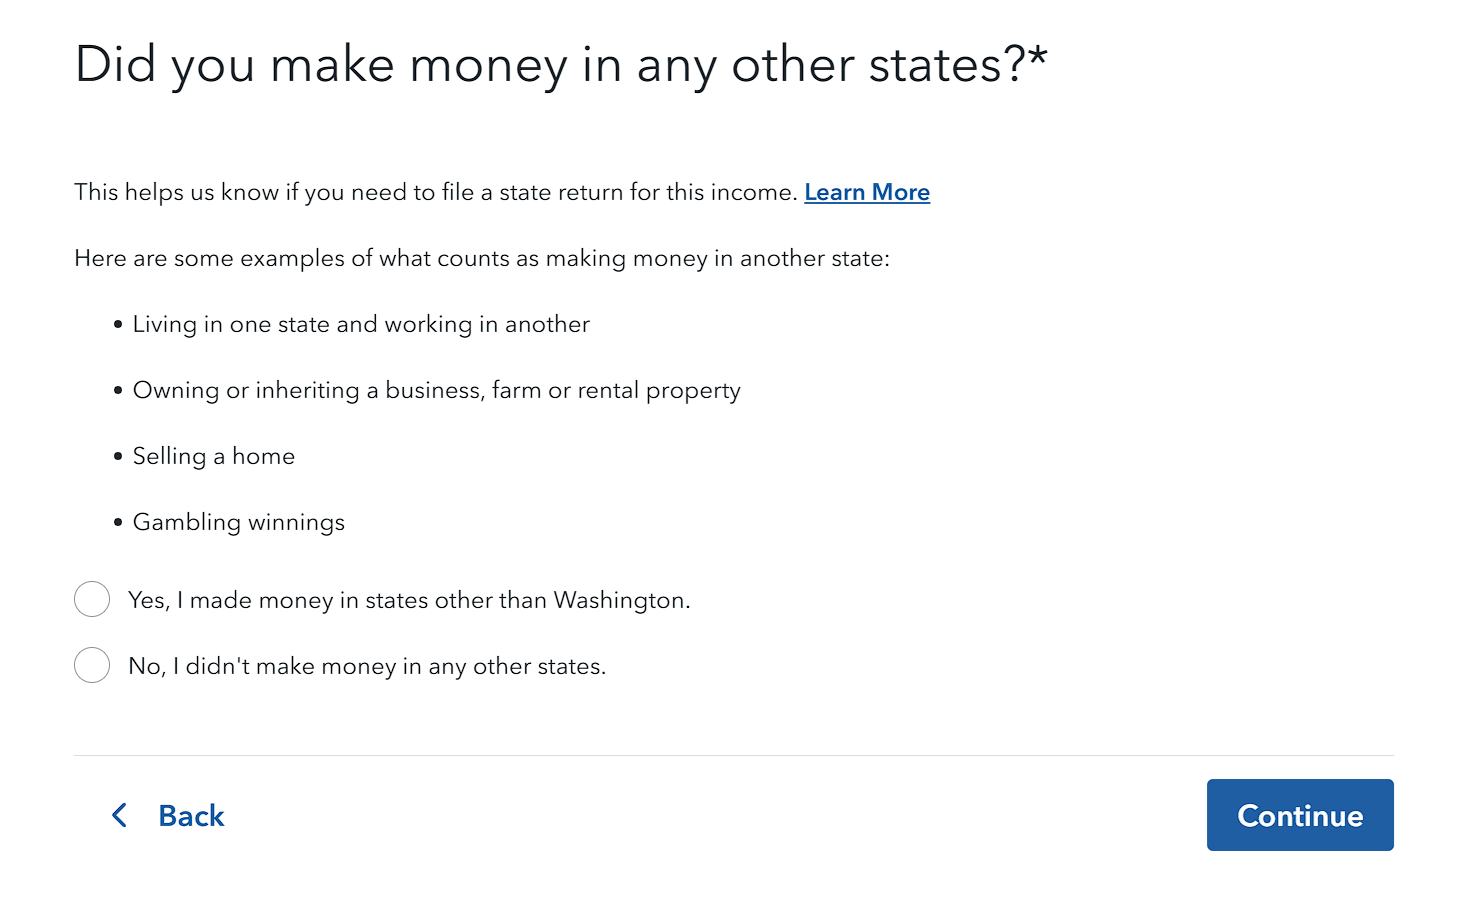 Did you make money in any other states?*
This helps us know if you need to file a state return for this income. Learn More
Here are some examples of what counts as making money in another state:
• Living in one state and working in another
• Owning or inheriting a business, farm or rental property
• Selling a home
• Gambling winnings
Yes, I made money in states other than Washington.
No, I didn't make money in any other states.
Back
Continue